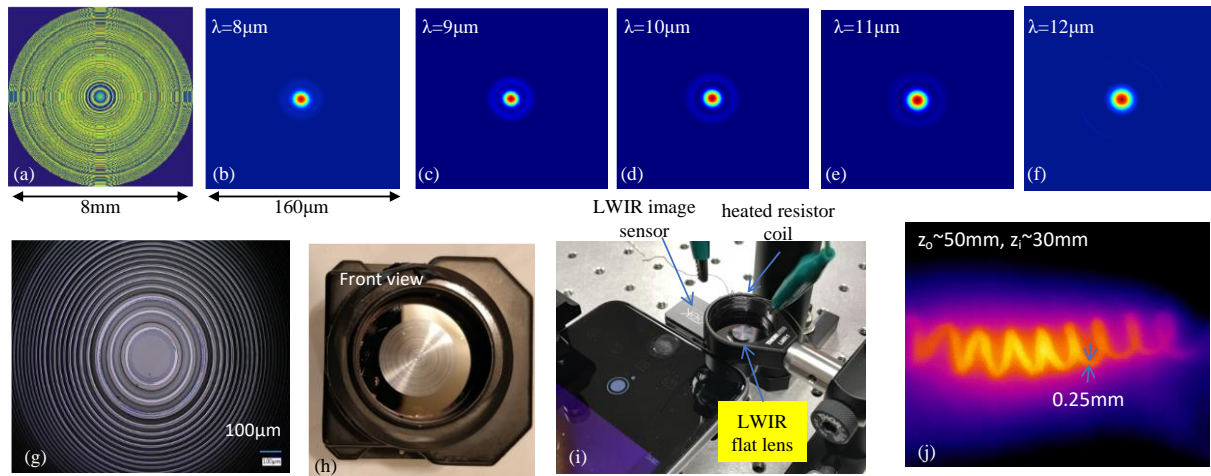 λ=8μm
λ=9μm
λ=10μm
λ=11μm
λ=12μm
(a)
(b)
(c)
(d)
(e)
(f)
8mm
160μm
LWIR image
sensor
heated resistor
coil
Front view
zo~50mm, zi~30mm
0.25mm
100μm
100μm
LWIR
flat lens
(g)
(h)
(i)
(j)